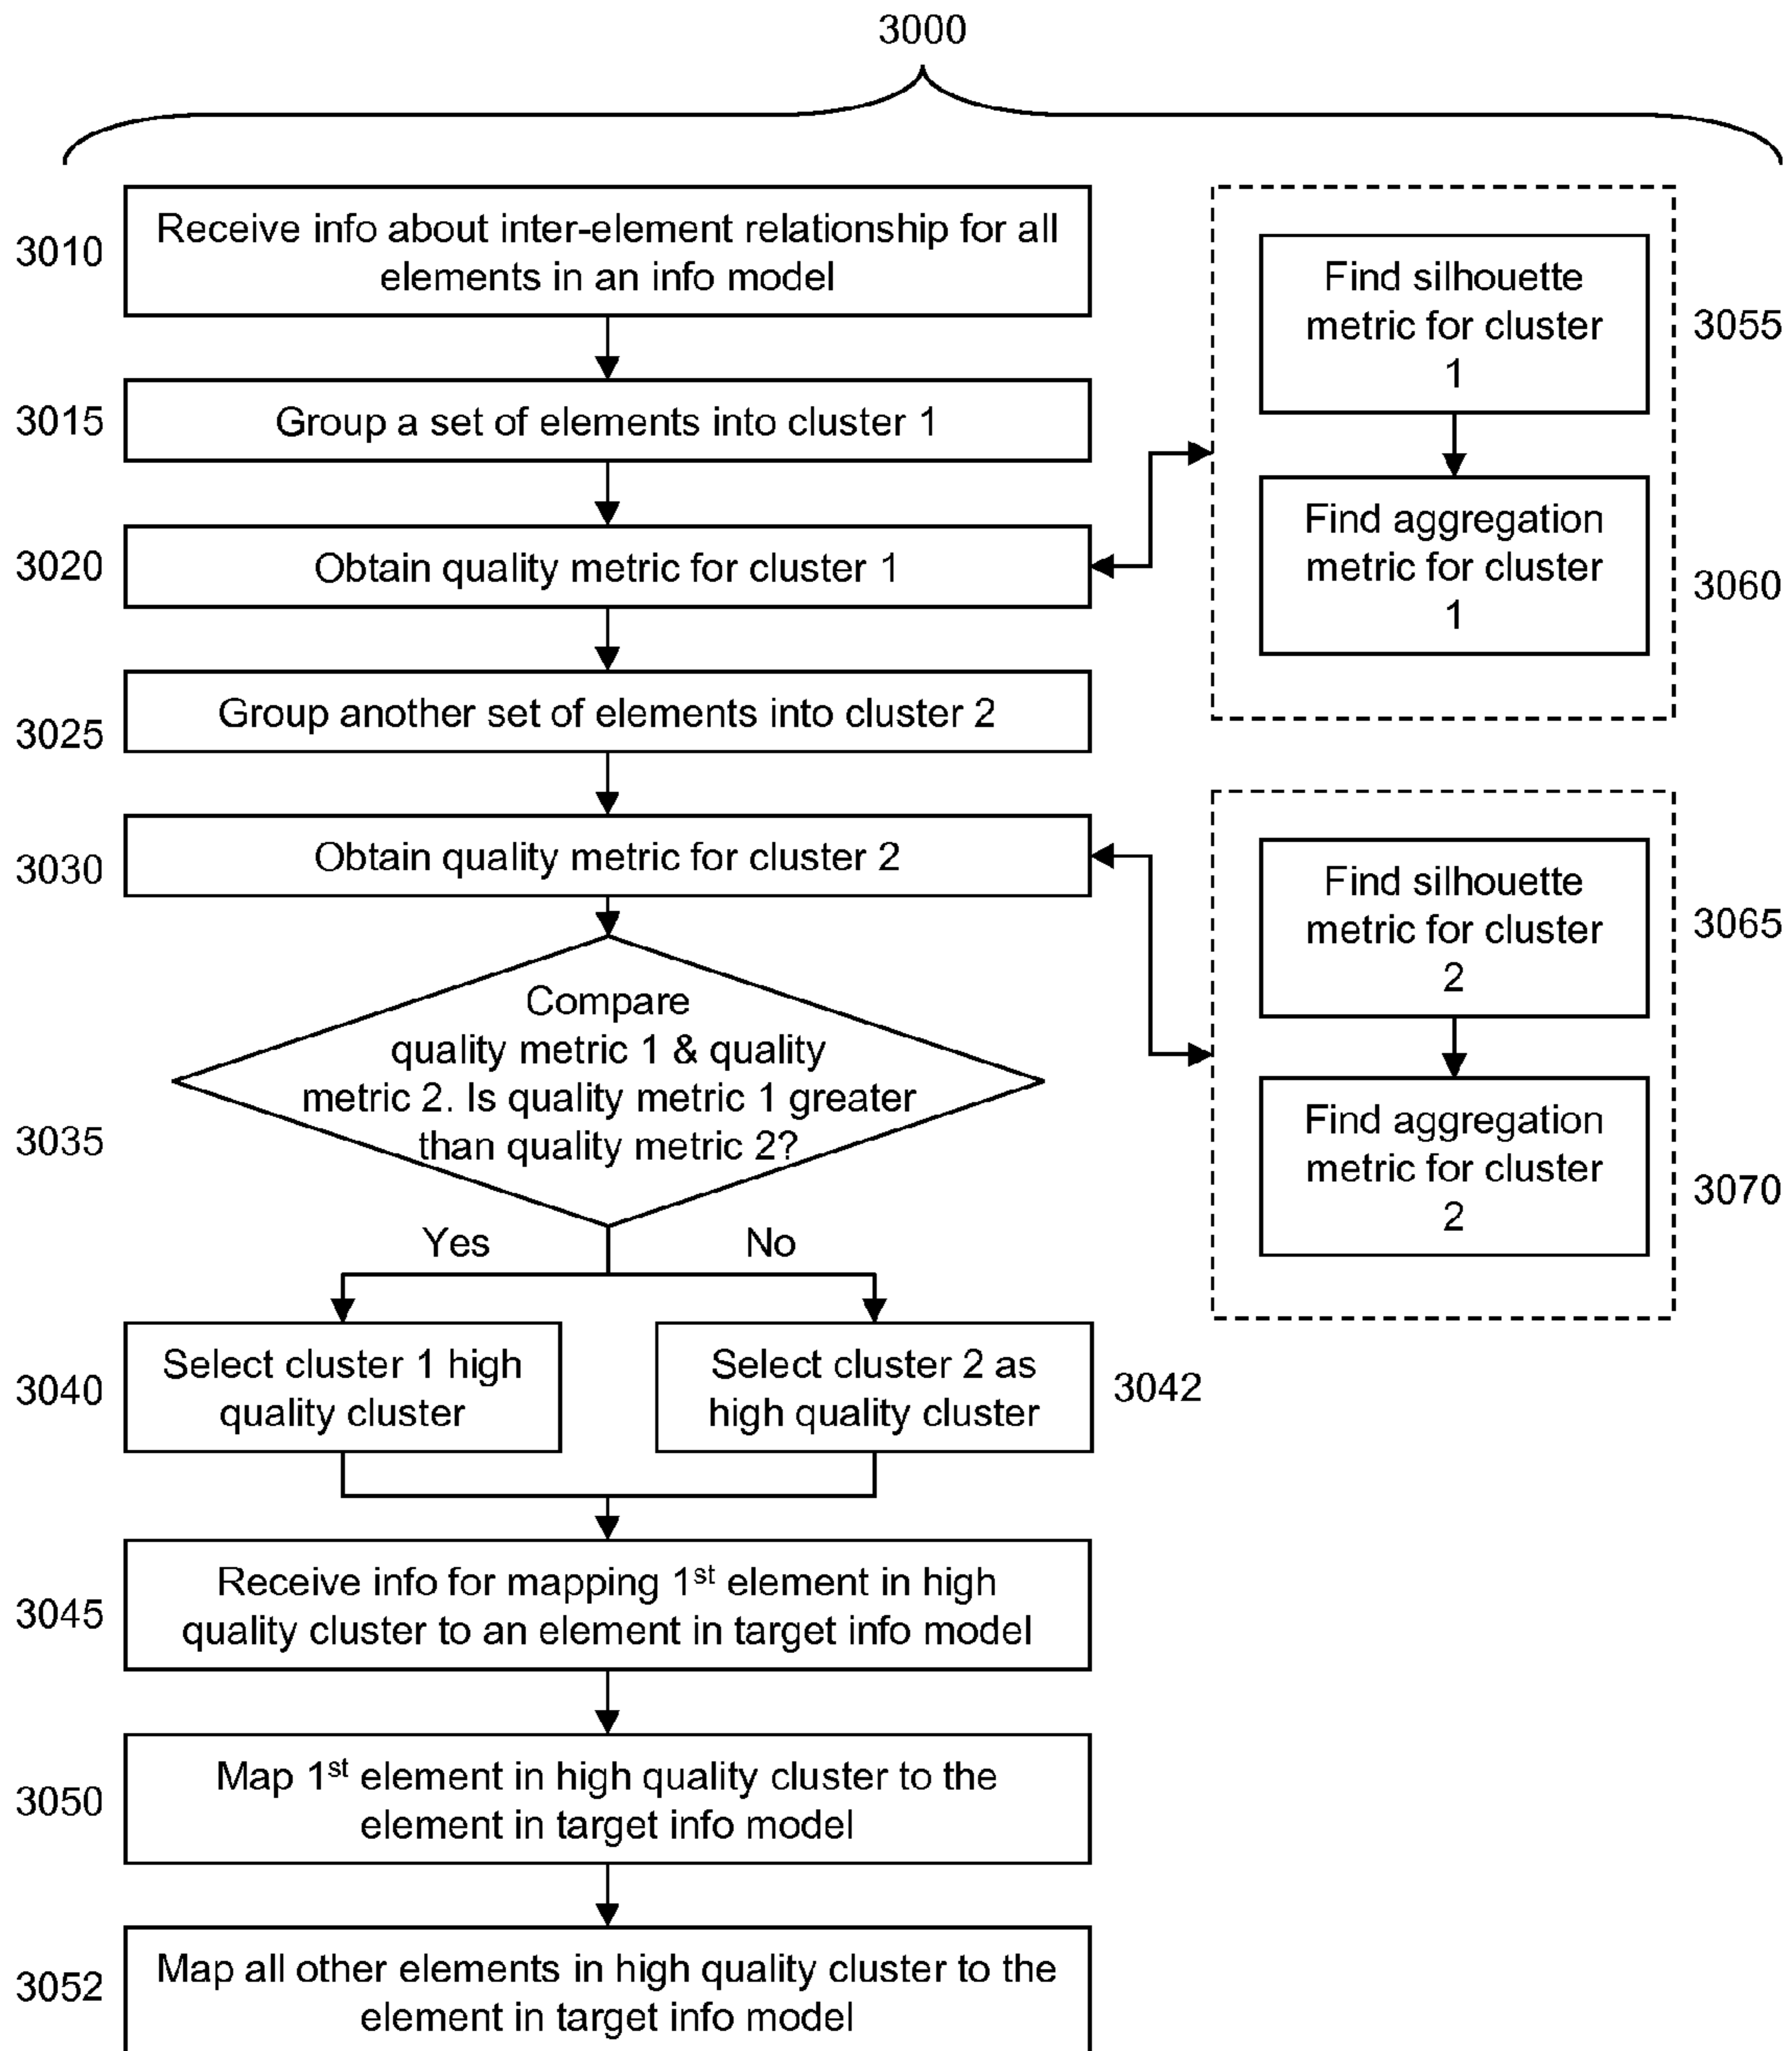 3000
3010
Receive info about inter-element relationship for all
elements in an info model
3015
Group a set of elements into cluster 1
3020
Obtain quality metric for cluster 1
3025
Group another set of elements into cluster 2
3030
Obtain quality metric for cluster 2
3035
Compare
quality metric 1 & quality
metric 2. Is quality metric 1 greater
than quality metric 2?
Yes
No
3040
Select cluster 1 high
quality cluster
Select cluster 2 as
high quality cluster
3042
3045
Receive info for mapping 1st element in high
quality cluster to an element in target info model
3050
Map 1st element in high quality cluster to the
element in target info model
3052
Map all other elements in high quality cluster to the
element in target info model
Find silhouette
metric for cluster
1
3055
Find aggregation
metric for cluster
1
3060
Find silhouette
metric for cluster
2
3065
Find aggregation
metric for cluster
2
3070